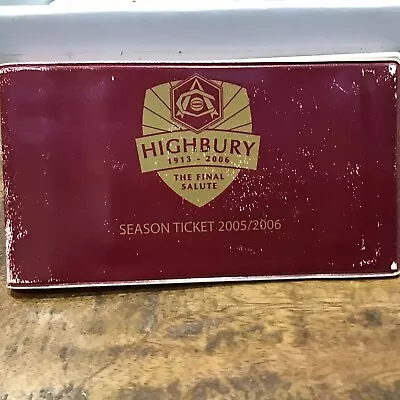 HIGHBURY
1913 - 2006
THE FINAL
SALUTE
SEASON TICKET 2005/2006